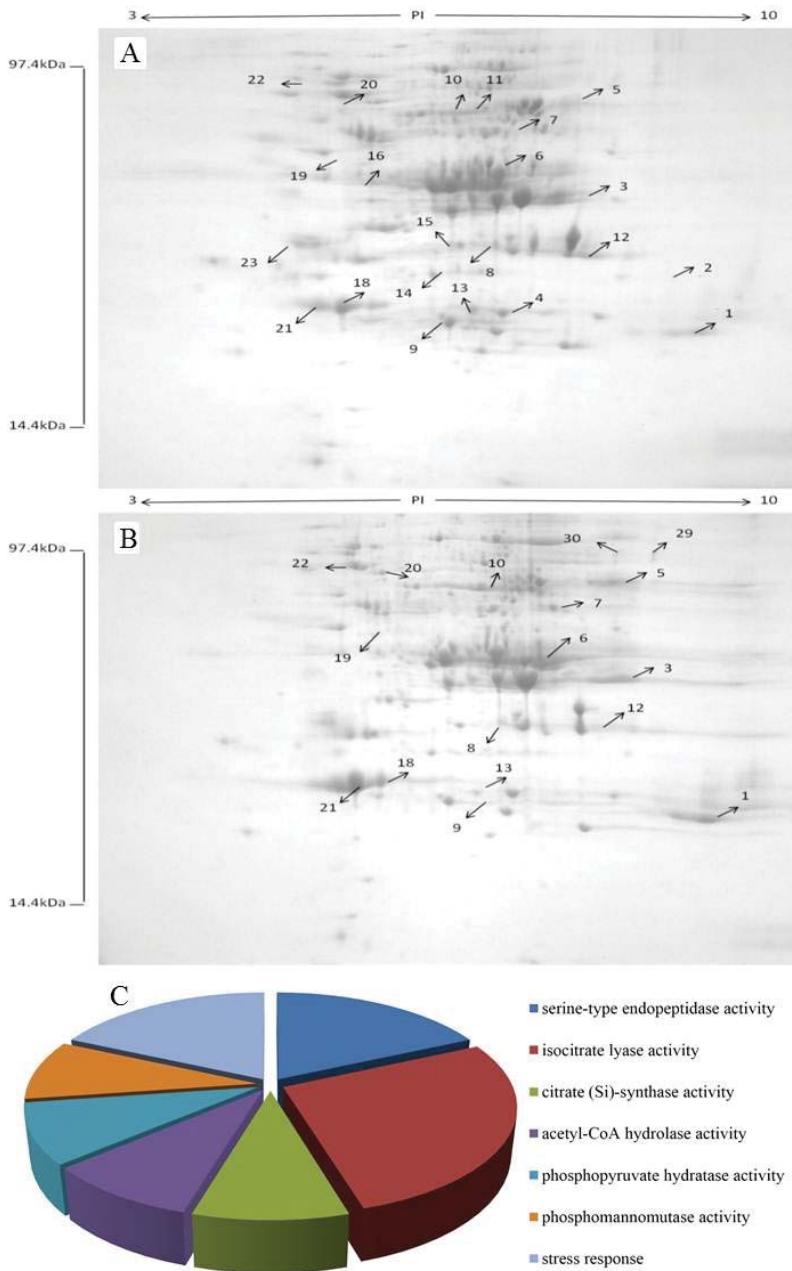 3 PI 10
A
97.4kDa
22 20 10 11 5
7
16 6
19 3
15 12
23 8 2
18 14 13 4
21 9 1
14.4kDa
3 PI 10
B
97.4kDa
30 29
22 20 10 5
7
19 6
3
12
8
18 13
21 9 1
14.4kDa
C
serine-type endopeptidase activity
isocitrate lyase activity
citrate (Si)-synthase activity
acetyl-CoA hydrolase activity
phosphopyruvate hydratase activity
phosphomannomutase activity
stress response